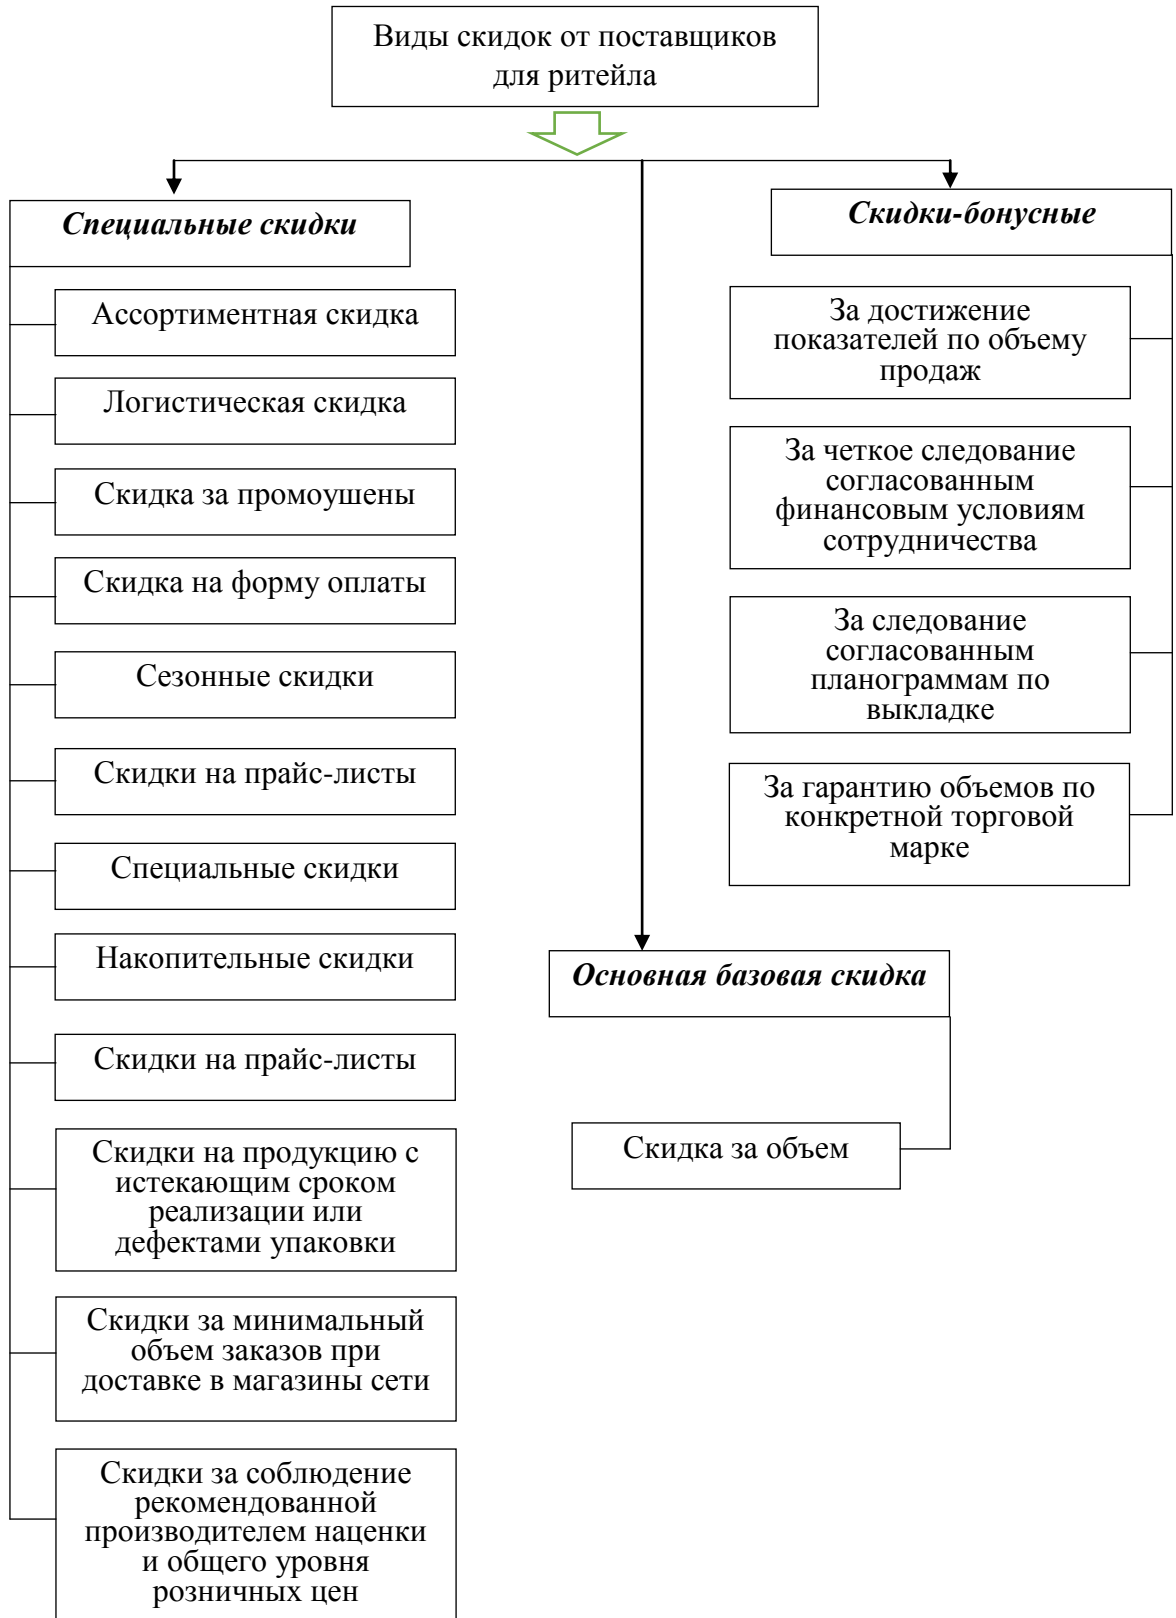 Виды скидок от поставщиков
для ритейла
Специальные скидки
Ассортиментная скидка
Логистическая скидка
Скидка за промоушены
Скидка на форму оплаты
Сезонные скидки
Скидки на прайс-листы
Специальные скидки
Накопительные скидки
Скидки на прайс-листы
Скидки на продукцию с
истекающим сроком
реализации или
дефектами упаковки
Скидки за минимальный
объем заказов при
доставке в магазины сети
Скидки за соблюдение
рекомендованной
производителем наценки
и общего уровня
розничных цен
Скидки-бонусные
За достижение
показателей по объему
продаж
За четкое следование
согласованным
финансовым условиям
сотрудничества
За следование
согласованным
планограммам по
выкладке
За гарантию объемов по
конкретной торговой
марке
Основная базовая скидка
Скидка за объем